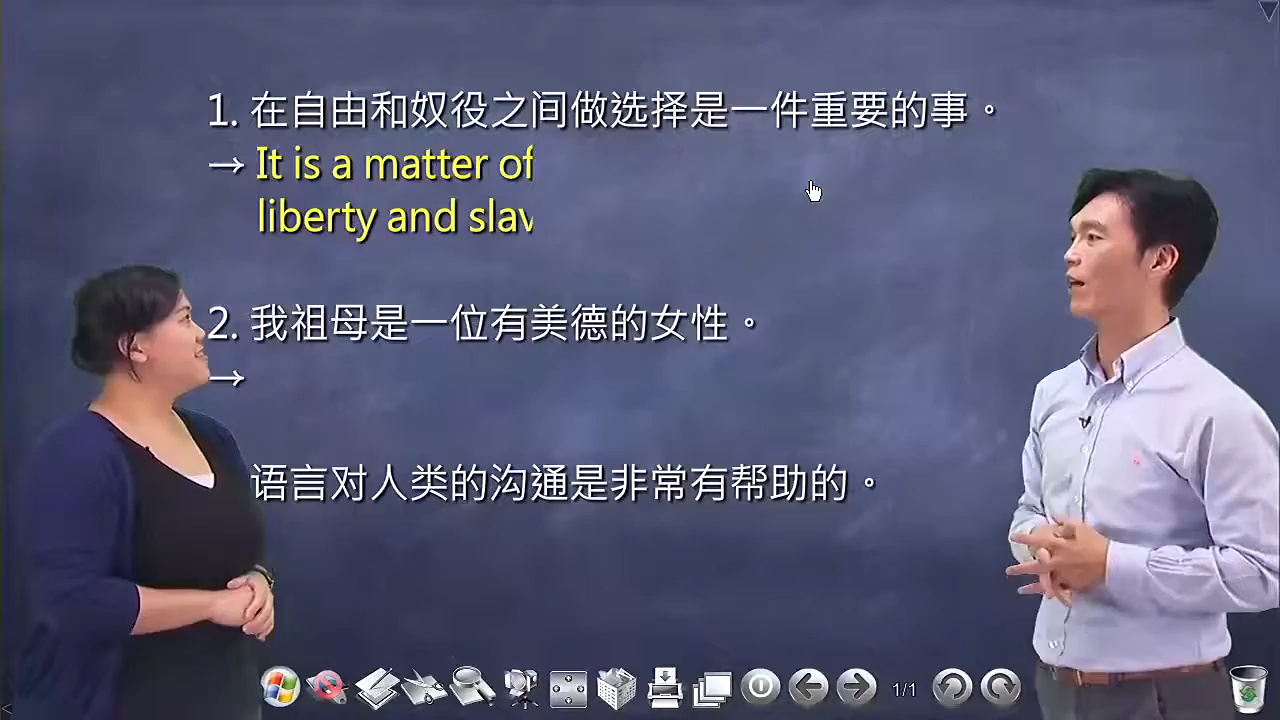 1. 在自由和奴役之间做选择是一件重要的事。
→ It is a matter of
liberty and slav
2. 我祖母是一位有美德的女性。
→
语言对人类的沟通是非常有帮助的。
1/1